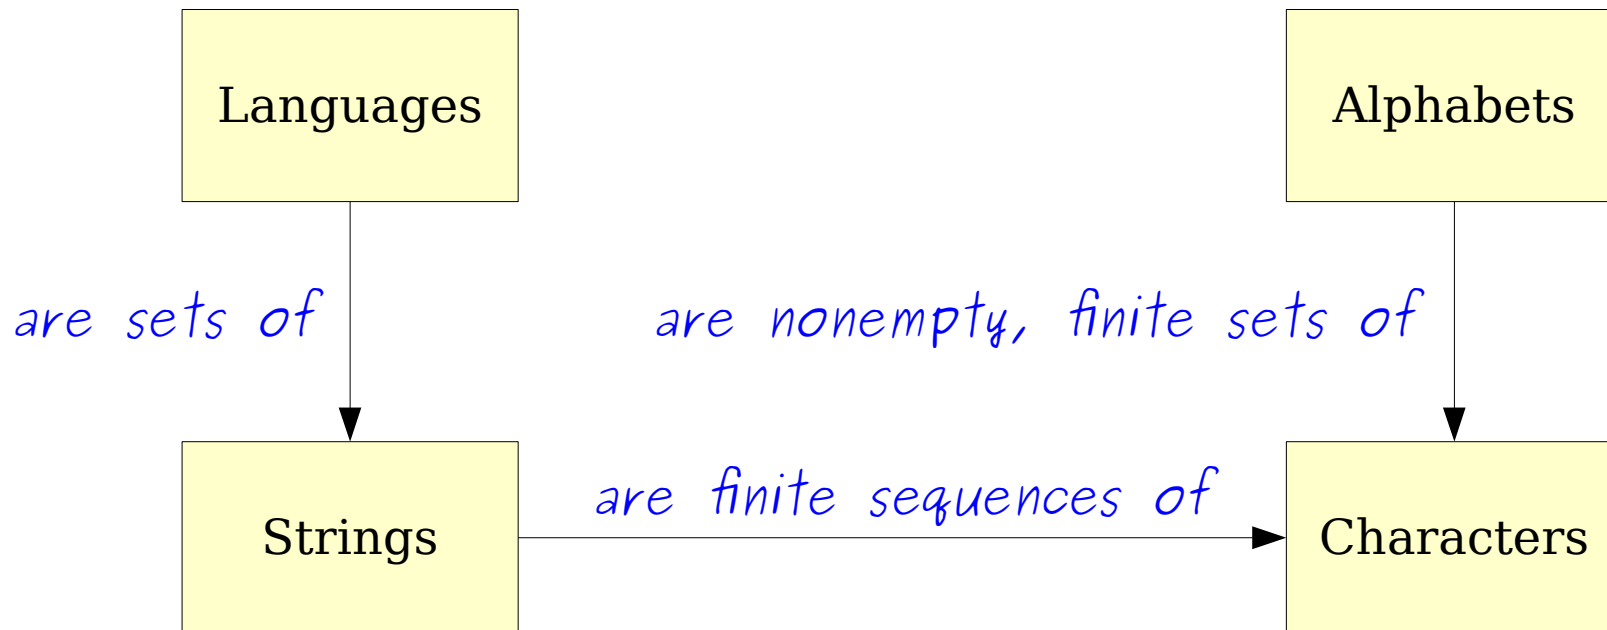 Languages
Alphabets
are sets of
are nonempty, finite sets of
are finite sequences of
Strings
Characters